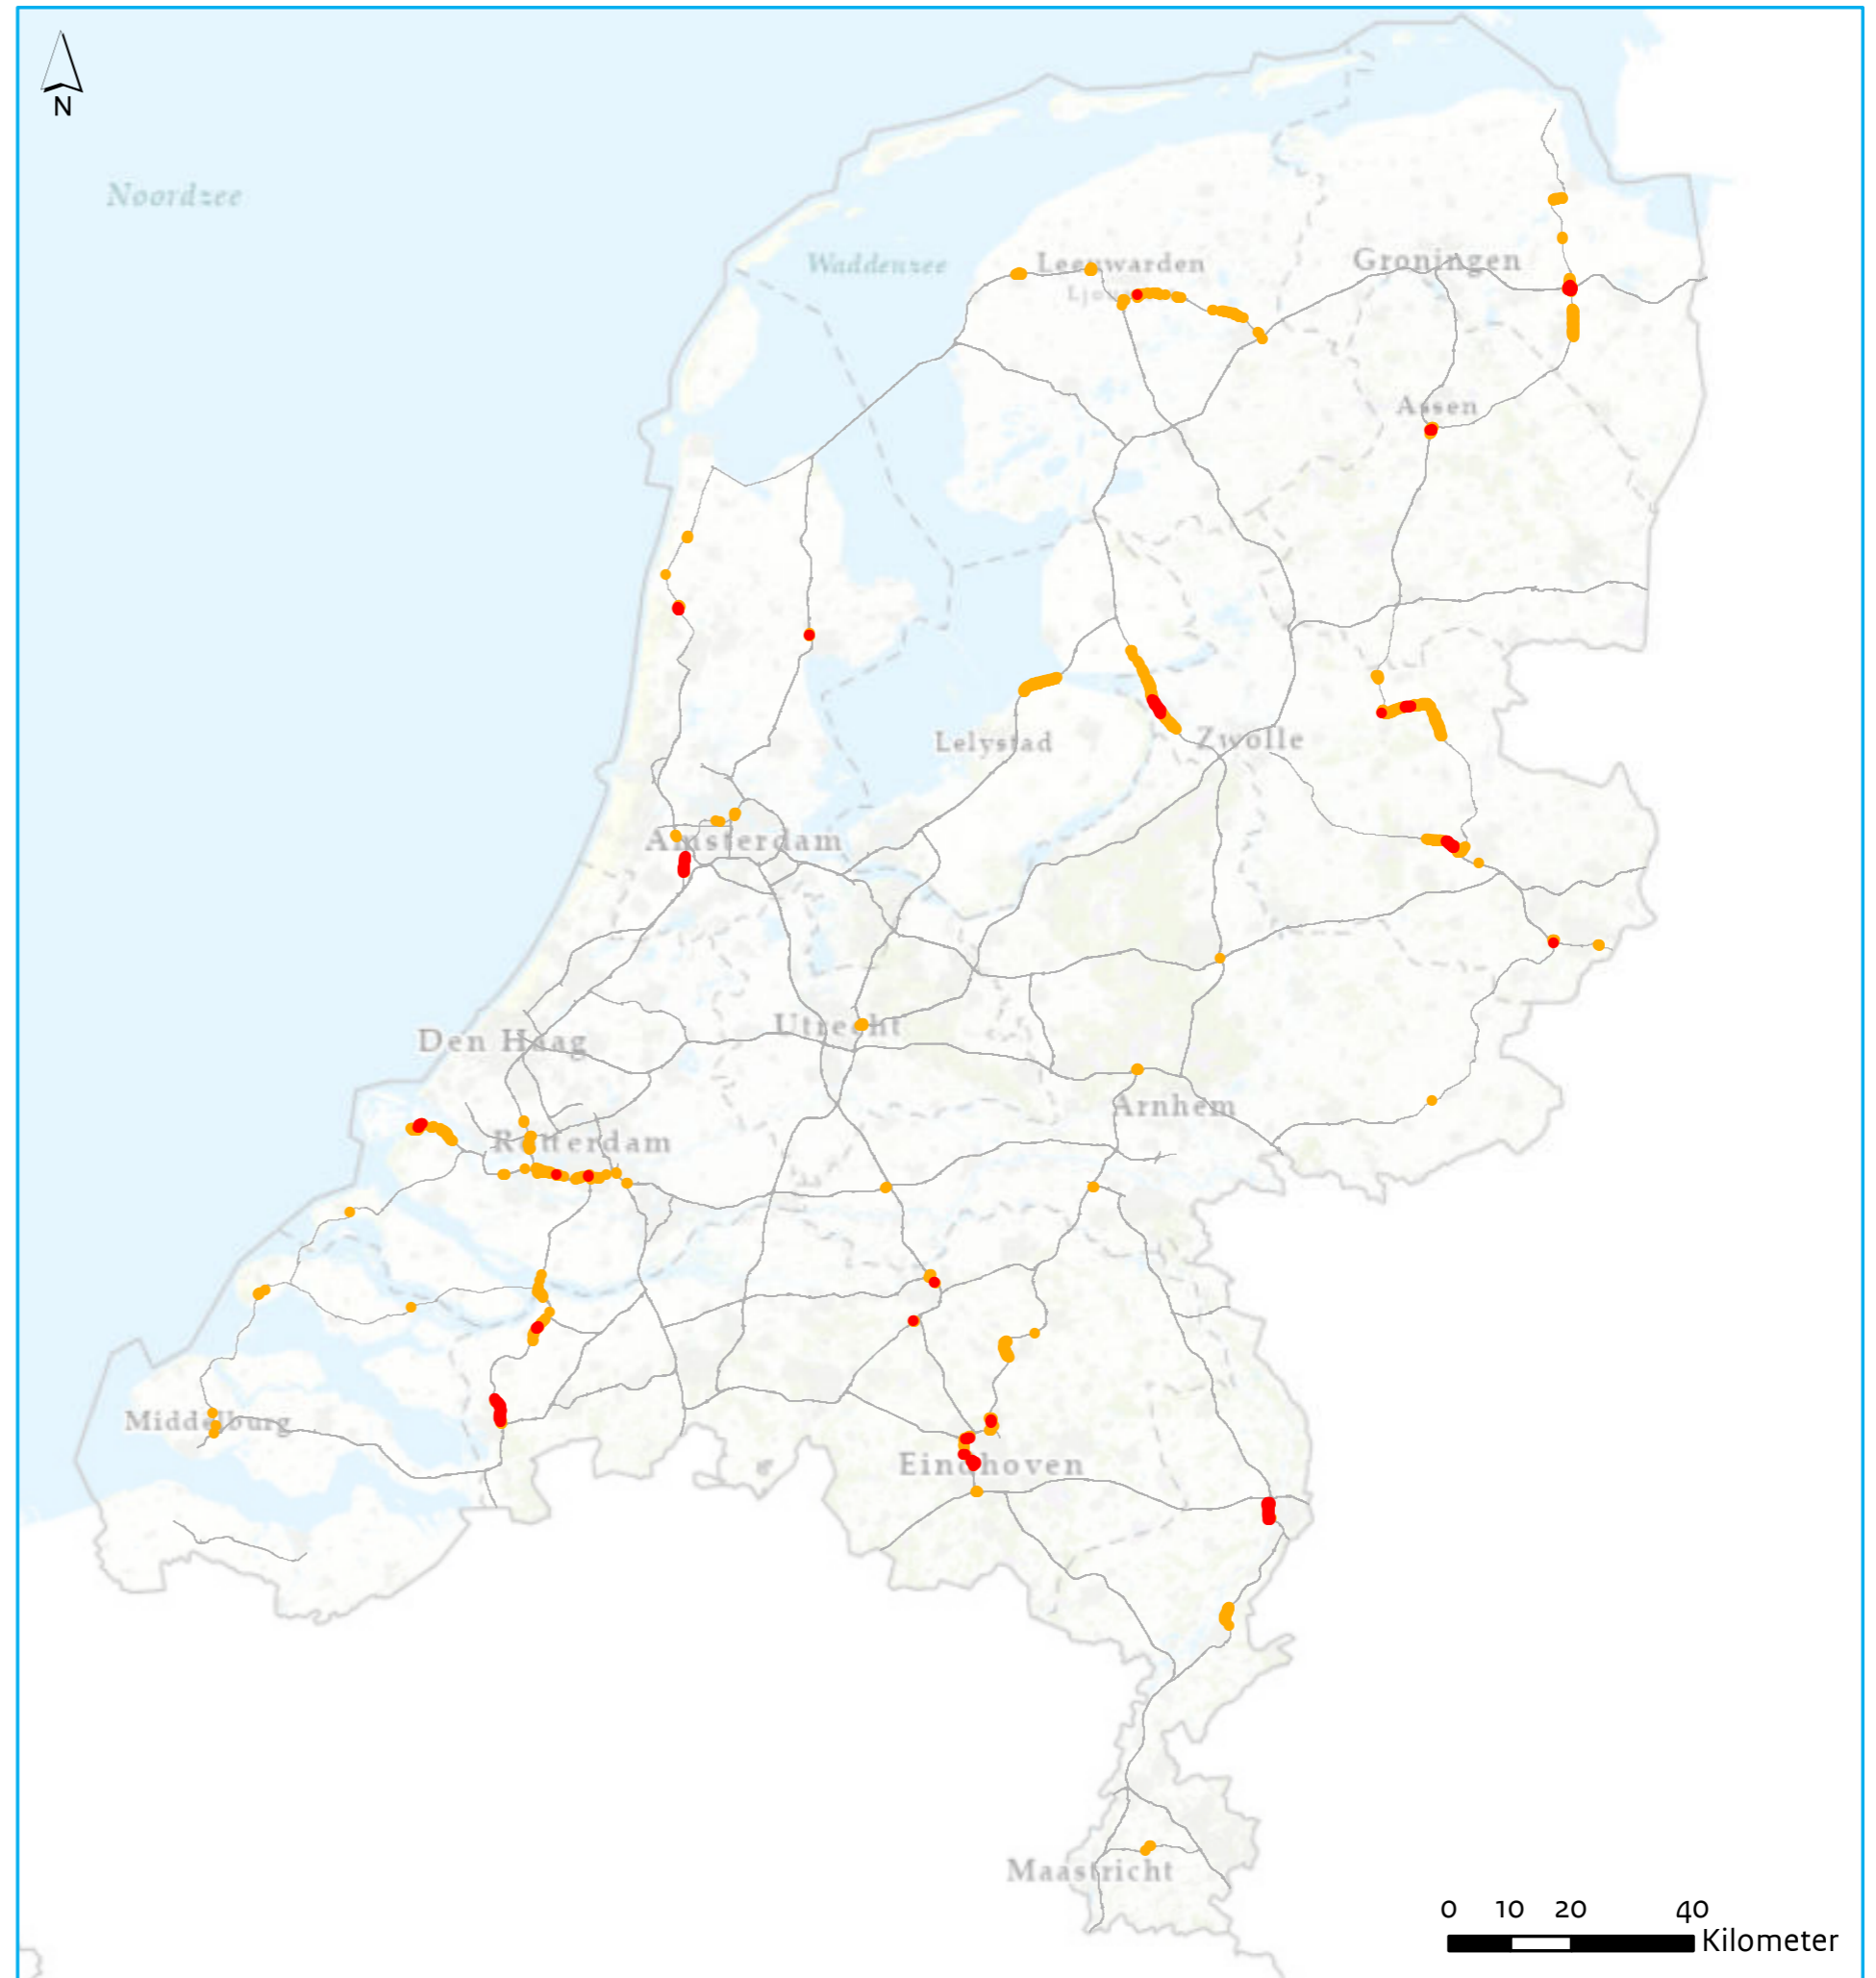 N
Noordzee
Waddenzee
Leeuwarden
Groningen
Assen
Lelystad
Zwolle
Amsterdam
Utrecht
Den Haag
Arnhem
Rotterdam
Middelburg
Eindhoven
Maastricht
0 10 20 40
Kilometer